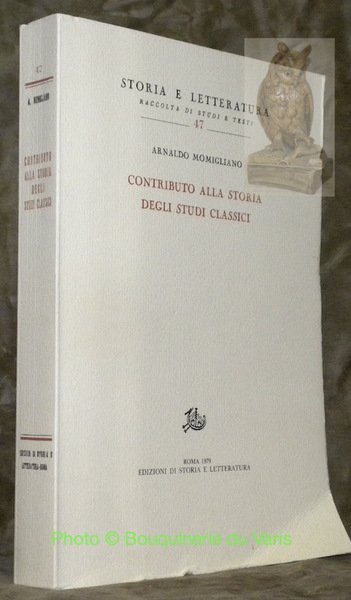 47
A. MOMIGLIANO
CONTRIBUTO
ALLA STORIA
DEGLI
STUDI CLASSICI
EDIZIONI DI STORIA E
LETTERATURA-ROMA
STORIA E LETTERATURA
RACCOLTA DI STUDI E TESTI
47
ARNALDO MOMIGLIANO
CONTRIBUTO ALLA STORIA
DEGLI STUDI CLASSICI
ROMA 1979
EDIZIONI DI STORIA E LETTERATURA
Photo © Bouquinerie du Varis